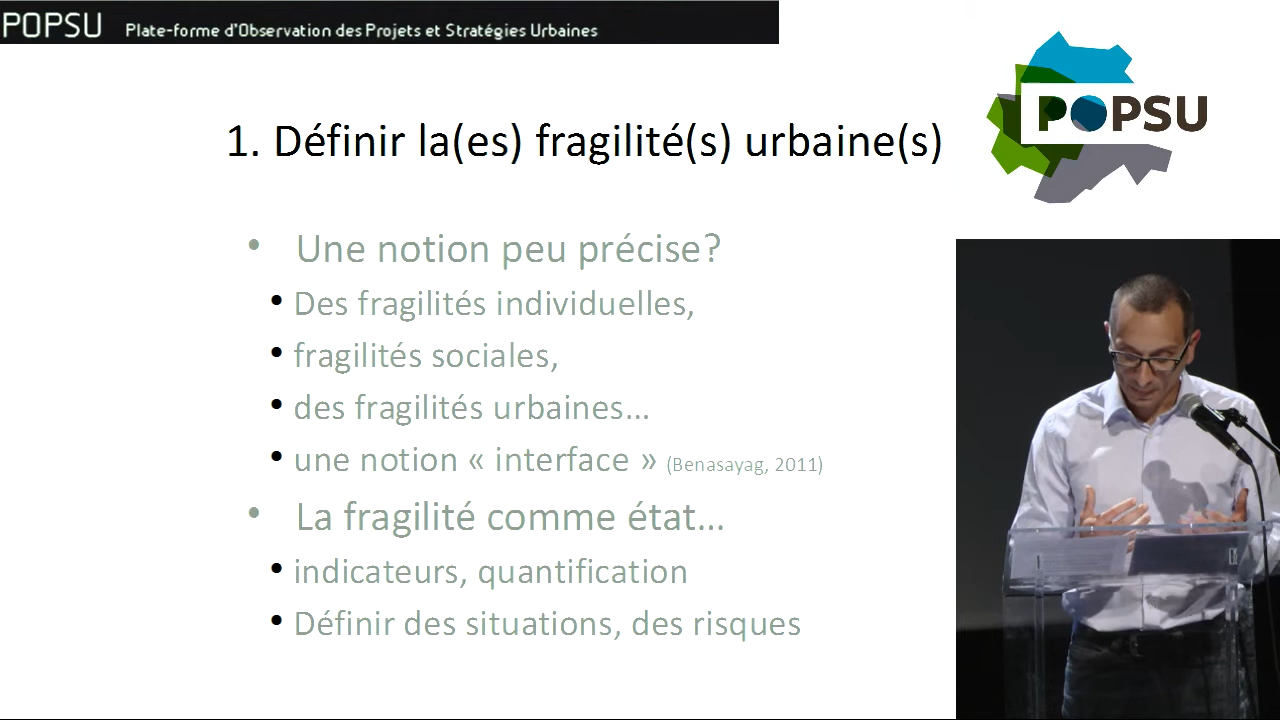 POPSU Plate-forme d'Observation des Projets et Stratégies Urbaines
POPSU
1. Définir la(es) fragilité(s) urbaine(s)
• Une notion peu précise?
• Des fragilités individuelles,
• fragilités sociales,
• des fragilités urbaines…
• une notion « interface » (Benasayag, 2011)
• La fragilité comme état…
• indicateurs, quantification
• Définir des situations, des risques